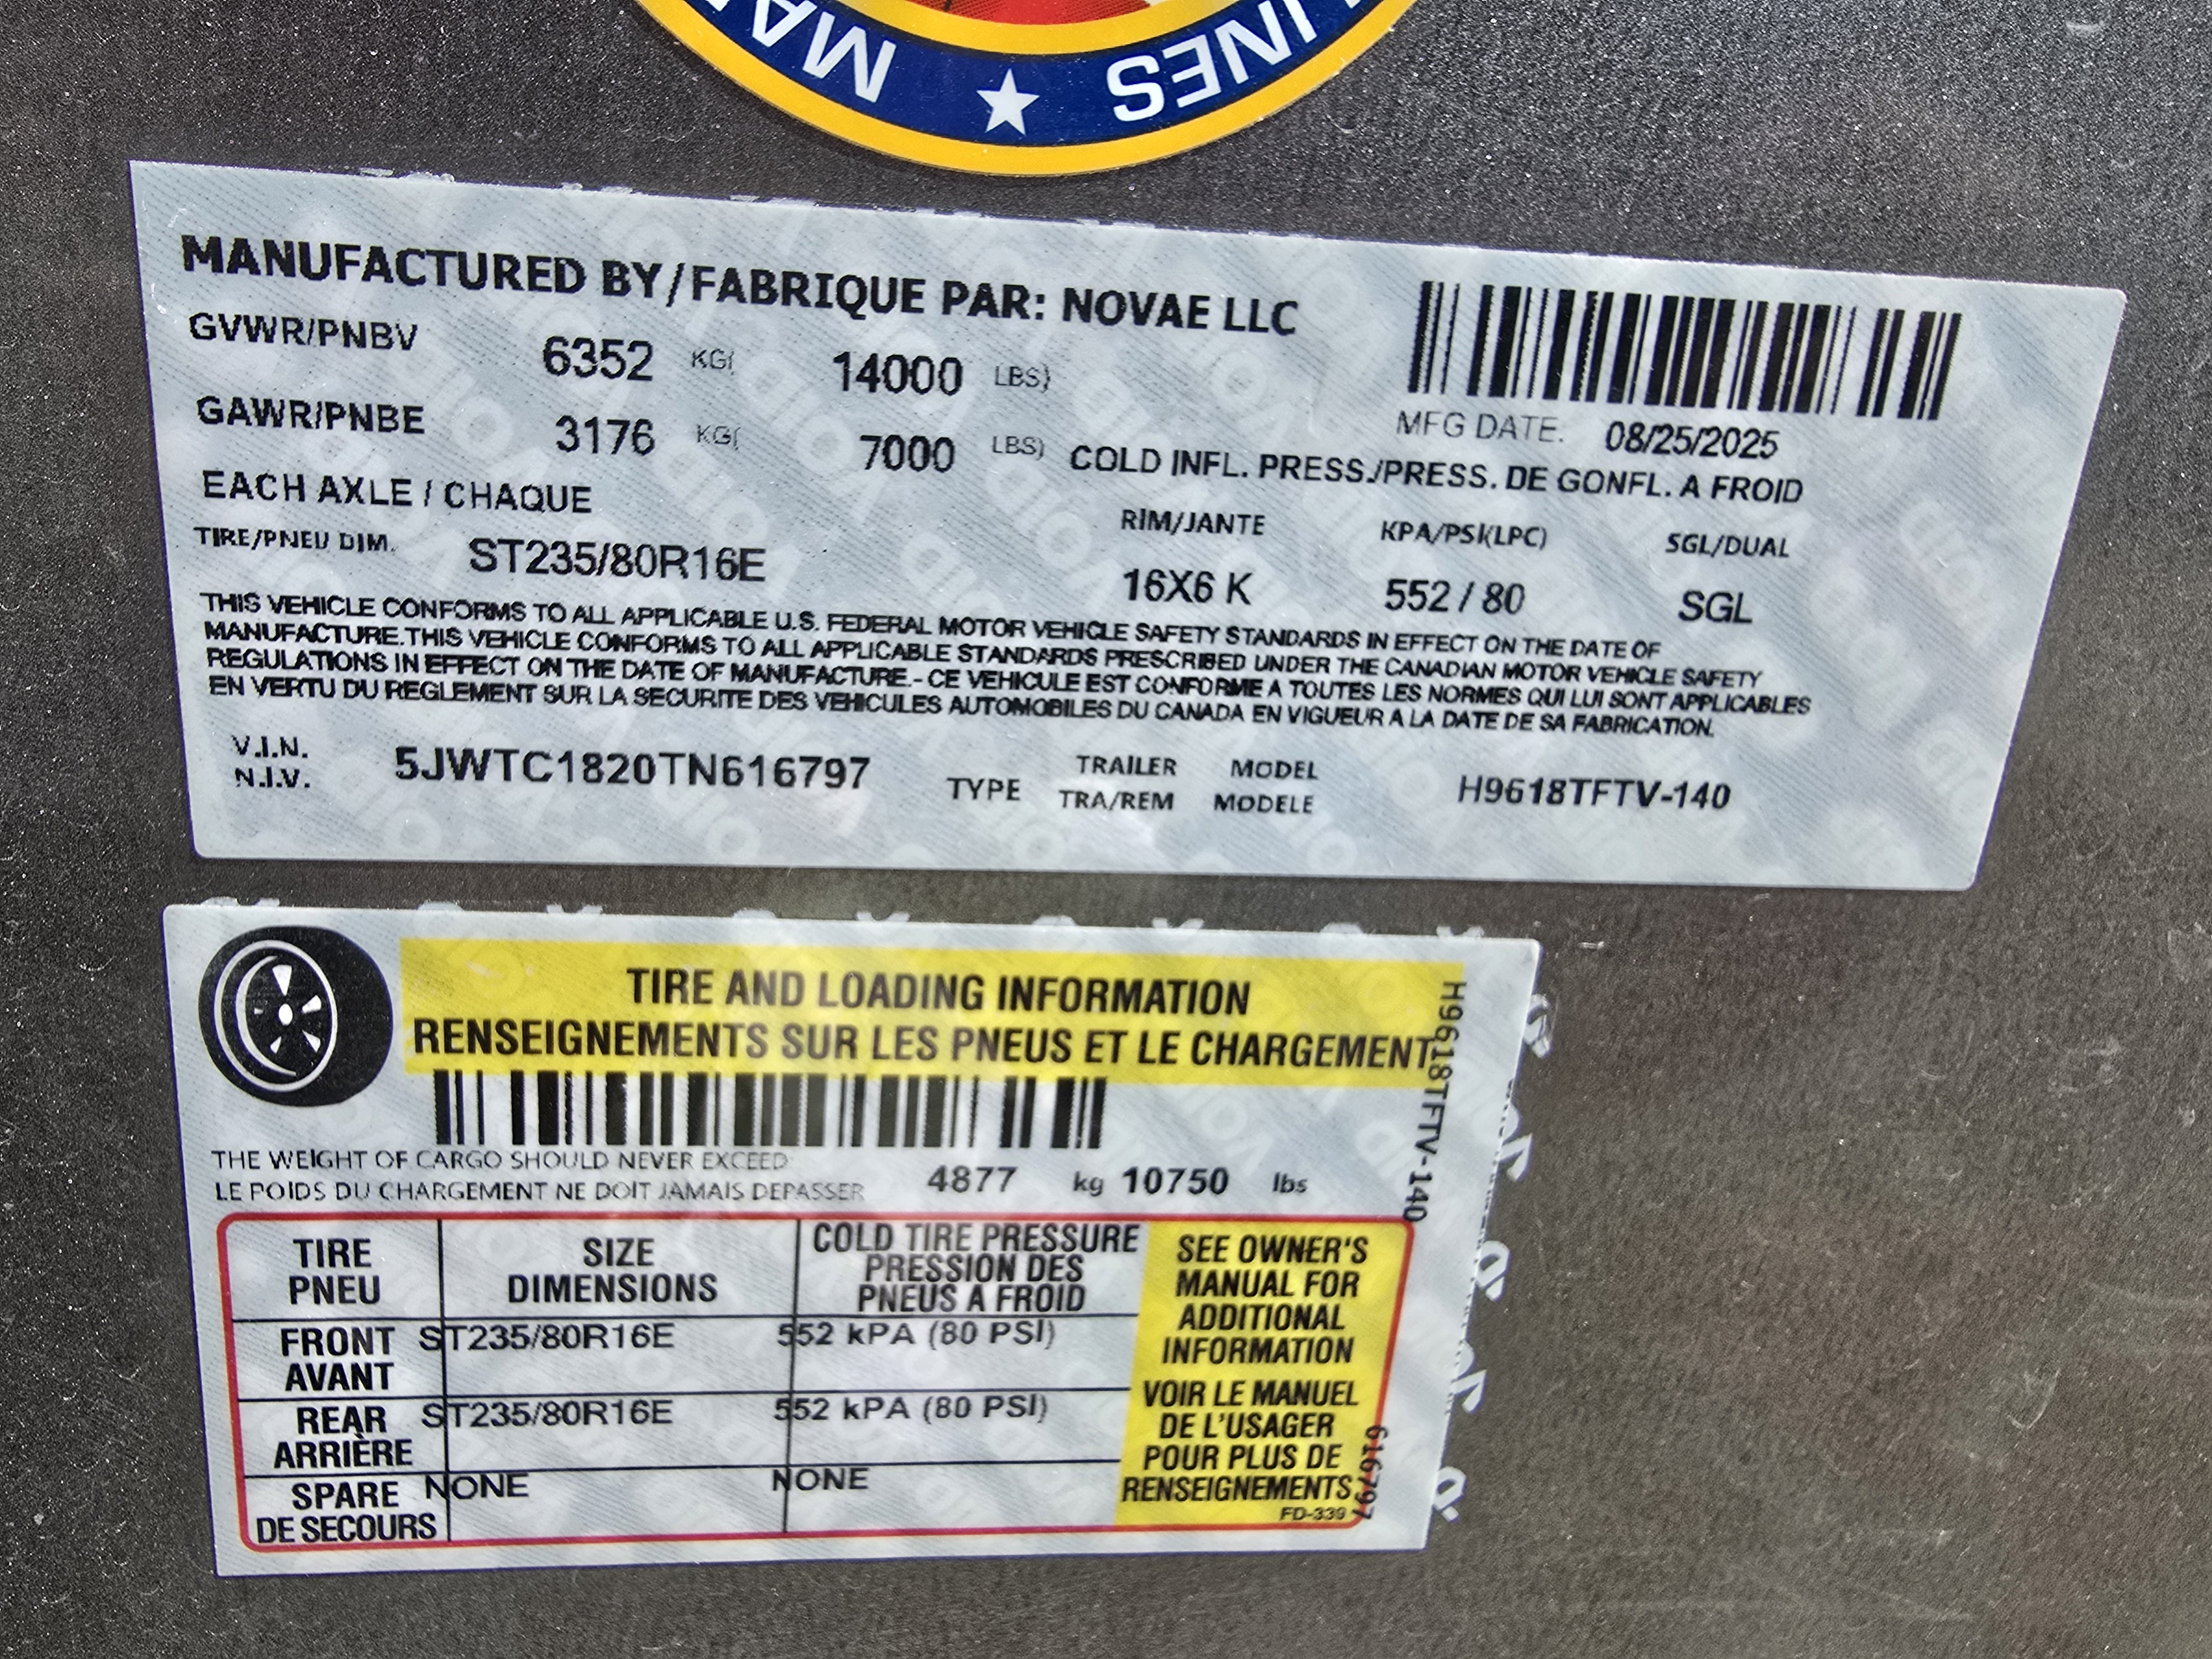 MA
INES
MANUFACTURED BY/FABRIQUE PAR: NOVAE LLC
GVWR/PNBV 6352 KG( 14000 LBS)
MFG DATE. 08/25/2025
GAWR/PNBE 3176 KG( 7000 LBS) COLD INFL. PRESS./PRESS. DE GONFL. A FROID
EACH AXLE / CHAQUE
RIM/JANTE KPA/PSI(LPC) SGL/DUAL
TIRE/PNEU DIM. ST235/80R16E 16X6 K 552 / 80 SGL
THIS VEHICLE CONFORMS TO ALL APPLICABLE U.S. FEDERAL MOTOR VEHICLE SAFETY STANDARDS IN EFFECT ON THE DATE OF
MANUFACTURE.THIS VEHICLE CONFORMS TO ALL APPLICABLE STANDARDS PRESCRIBED UNDER THE CANADIAN MOTOR VEHICLE SAFETY
REGULATIONS IN EFFECT ON THE DATE OF MANUFACTURE.- CE VEHICULE EST CONFORME A TOUTES LES NORMES QUI LUI SONT APPLICABLES
EN VERTU DU REGLEMENT SUR LA SECURITE DES VEHICULES AUTOMOBILES DU CANADA EN VIGUEUR A LA DATE DE SA FABRICATION.
V.I.N. 5JWTC1820TN616797 TYPE TRAILER MODEL H9618TFTV-140
N.I.V. TRA/REM MODELE
TIRE AND LOADING INFORMATION
RENSEIGNEMENTS SUR LES PNEUS ET LE CHARGEMENT
H9618TFTV-140
THE WEIGHT OF CARGO SHOULD NEVER EXCEED
LE POIDS DU CHARGEMENT NE DOIT JAMAIS DEPASSER 4877 kg 10750 lbs
TIRE
PNEU
SIZE
DIMENSIONS
COLD TIRE PRESSURE
PRESSION DES
PNEUS A FROID
FRONT
AVANT
ST235/80R16E 552 kPA (80 PSI)
REAR
ARRIÈRE
ST235/80R16E 552 kPA (80 PSI)
SPARE
DE SECOURS
NONE NONE
SEE OWNER'S
MANUAL FOR
ADDITIONAL
INFORMATION
VOIR LE MANUEL
DE L'USAGER
POUR PLUS DE
RENSEIGNEMENTS
FD-339
616797